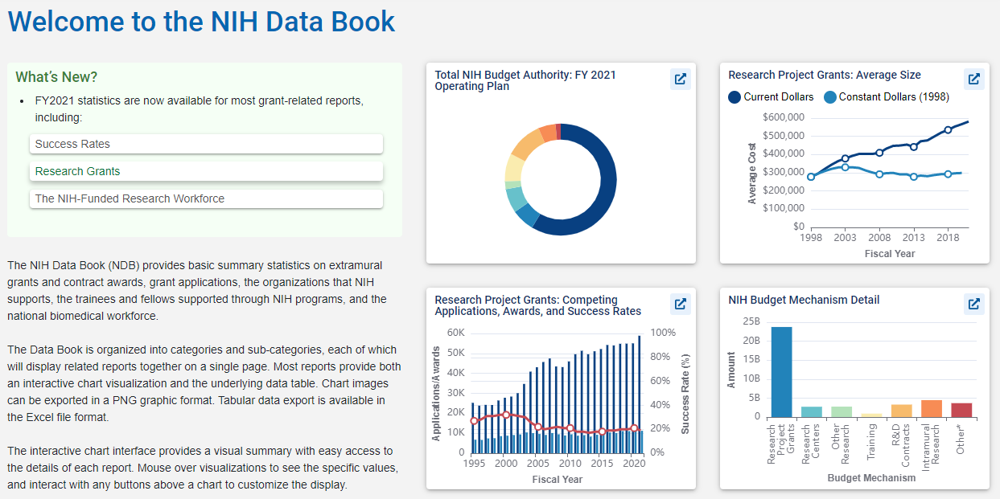 Welcome to the NIH Data Book
What's New?
• FY2021 statistics are now available for most grant-related reports,
including:
Success Rates
Research Grants
The NIH-Funded Research Workforce
The NIH Data Book (NDB) provides basic summary statistics on extramural
grants and contract awards, grant applications, the organizations that NIH
supports, the trainees and fellows supported through NIH programs, and the
national biomedical workforce.
The Data Book is organized into categories and sub-categories, each of which
will display related reports together on a single page. Most reports provide both
an interactive chart visualization and the underlying data table. Chart images
can be exported in a PNG graphic format. Tabular data export is available in
the Excel file format.
The interactive chart interface provides a visual summary with easy access to
the details of each report. Mouse over visualizations to see the specific values,
and interact with any buttons above a chart to customize the display.
Total NIH Budget Authority: FY 2021
Operating Plan
Research Project Grants: Average Size
Current Dollars Constant Dollars (1998)
Average Cost
$600,000
$500,000
$400,000
$300,000
$200,000
$100,000
$0
1998 2003 2008 2013 2018
Fiscal Year
Research Project Grants: Competing
Applications, Awards, and Success Rates
Applications/Awards
60K
50K
40K
30K
20K
10K
0
100%
80%
60%
40%
20%
0%
Success Rate (%)
1995 2000 2005 2010 2015 2020
Fiscal Year
NIH Budget Mechanism Detail
Amount
25B
20B
15B
10B
5B
0
Research
Project
Grants
Research
Centers
Other
Research
Training
R&D
Contracts
Intramural
Research
Other*
Budget Mechanism